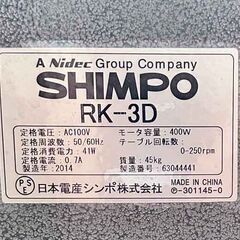 A Nidec Group Company
SHIMPO
RK-3D
定格電圧：AC100V モータ容量：400W
定格周波数：50/60Hz テーブル回転数：
定格消費電力：41W 0-250rpm
定格電流：0.7A 質量：45kg
製造年：2014 製造番号：63044441
PSE 日本電産シンポ株式会社 MADE IN CHINA
P-301145-0